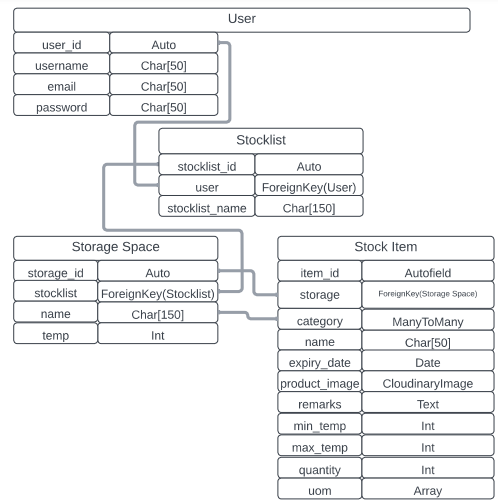 User
user_id Auto
username Char[50]
email Char[50]
password Char[50]
Stocklist
stocklist_id Auto
user ForeignKey(User)
stocklist_name Char[150]
Storage Space
storage_id Auto
stocklist ForeignKey(Stocklist)
name Char[150]
temp Int
Stock Item
item_id Autofield
storage ForeignKey(Storage Space)
category ManyToMany
name Char[50]
expiry_date Date
product_image CloudinaryImage
remarks Text
min_temp Int
max_temp Int
quantity Int
uom Array